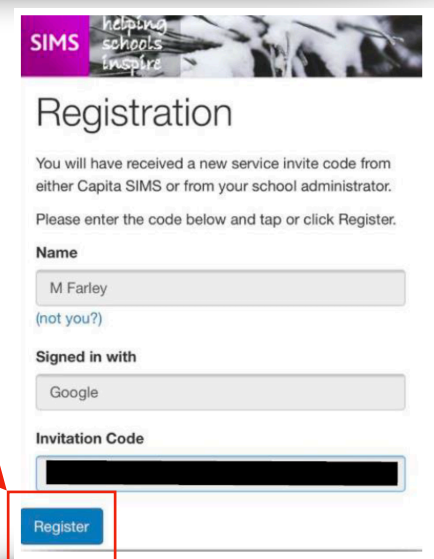 SIMS
helping
schools
inspire
Registration
You will have received a new service invite code from
either Capita SIMS or from your school administrator.
Please enter the code below and tap or click Register.
Name
M Farley
(not you?)
Signed in with
Google
Invitation Code
Register